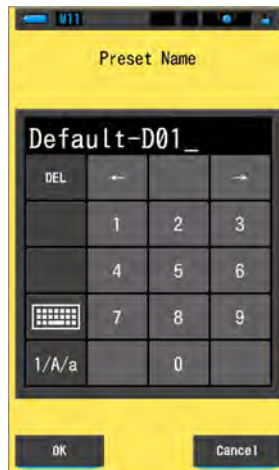 M11
Preset Name
Default-D01_
DEL ← →
1 2 3
4 5 6
7 8 9
1/A/a 0
OK Cancel